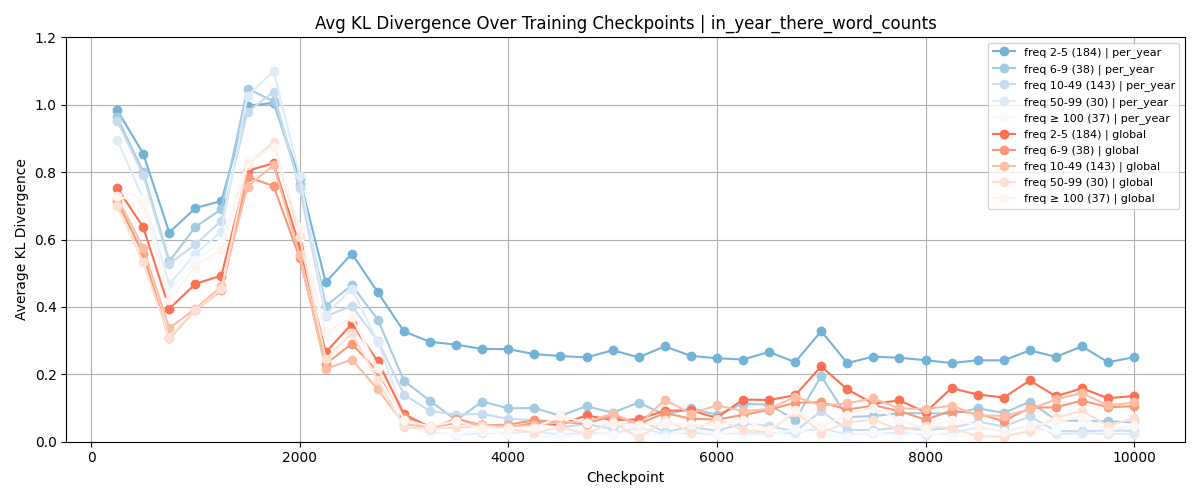 Avg KL Divergence Over Training Checkpoints | in_year_there_word_counts
1.2
1.0
0.8
0.6
0.4
0.2
0.0
Average KL Divergence
freq 2-5 (184) | per_year
freq 6-9 (38) | per_year
freq 10-49 (143) | per_year
freq 50-99 (30) | per_year
freq ≥ 100 (37) | per_year
freq 2-5 (184) | global
freq 6-9 (38) | global
freq 10-49 (143) | global
freq 50-99 (30) | global
freq ≥ 100 (37) | global
0 2000 4000 6000 8000 10000
Checkpoint